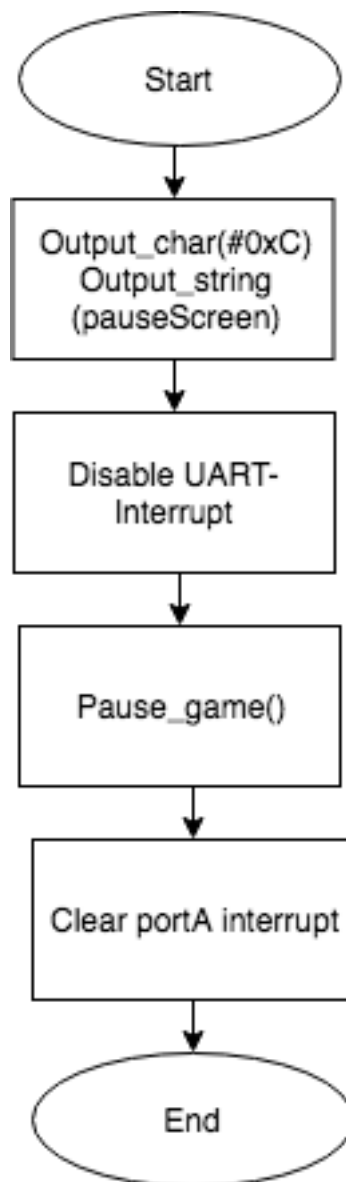 Start
Output_char(#0xC)
Output_string
(pauseScreen)
Disable UART-
Interrupt
Pause_game()
Clear portA interrupt
End